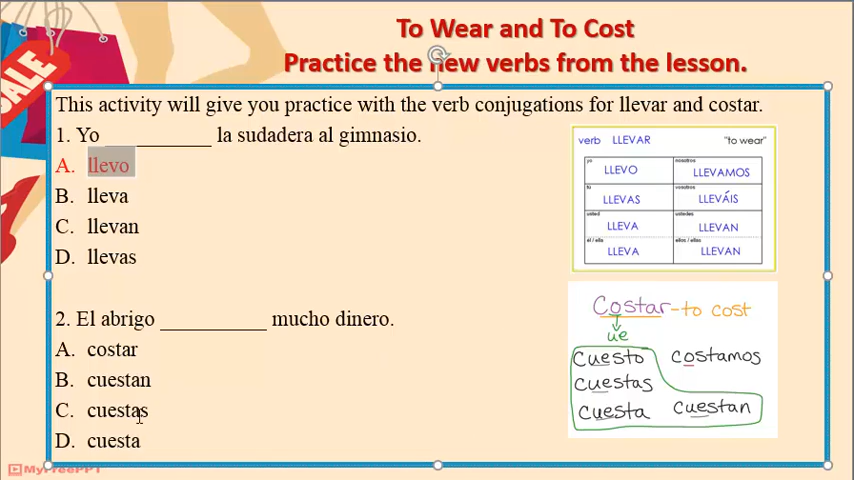 To Wear and To Cost
Practice the new verbs from the lesson.
SALE
This activity will give you practice with the verb conjugations for llevar and costar.
1. Yo __________ la sudadera al gimnasio.
A. llevo
B. lleva
C. llevan
D. llevas
2. El abrigo __________ mucho dinero.
A. costar
B. cuestan
C. cuestas
D. cuesta
verb LLEVAR "to wear"
yo nosotros
LLEVO LLEVAMOS
tú vosotros
LLEVAS LLEVÁIS
usted ustedes
LLEVA LLEVAN
él / ella ellos / ellas
LLEVA LLEVAN
Costar - to cost
ue
Cuesto costamos
Cuestas
Cuesta cuestan
MyFreePPT